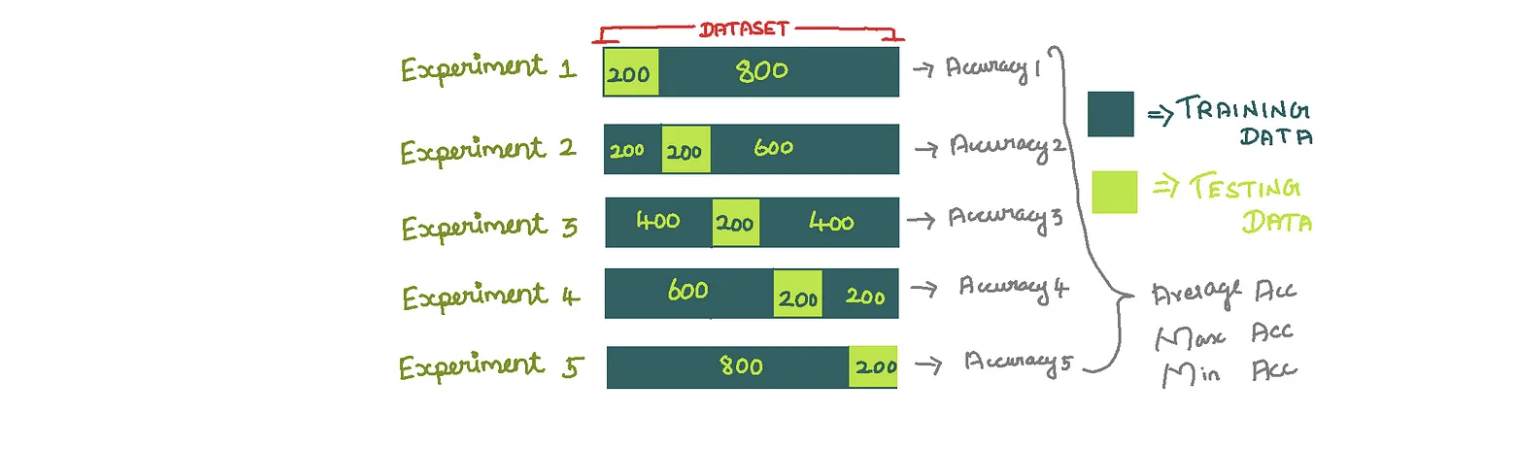 DATASET
Experiment 1 200 800 → Accuracy 1
Experiment 2 200 200 600 → Accuracy 2
Experiment 3 400 200 400 → Accuracy 3
Experiment 4 600 200 200 → Accuracy 4
Experiment 5 800 200 → Accuracy 5
⇒ TRAINING
DATA
⇒ TESTING
DATA
Average Acc
Max Acc
Min Acc